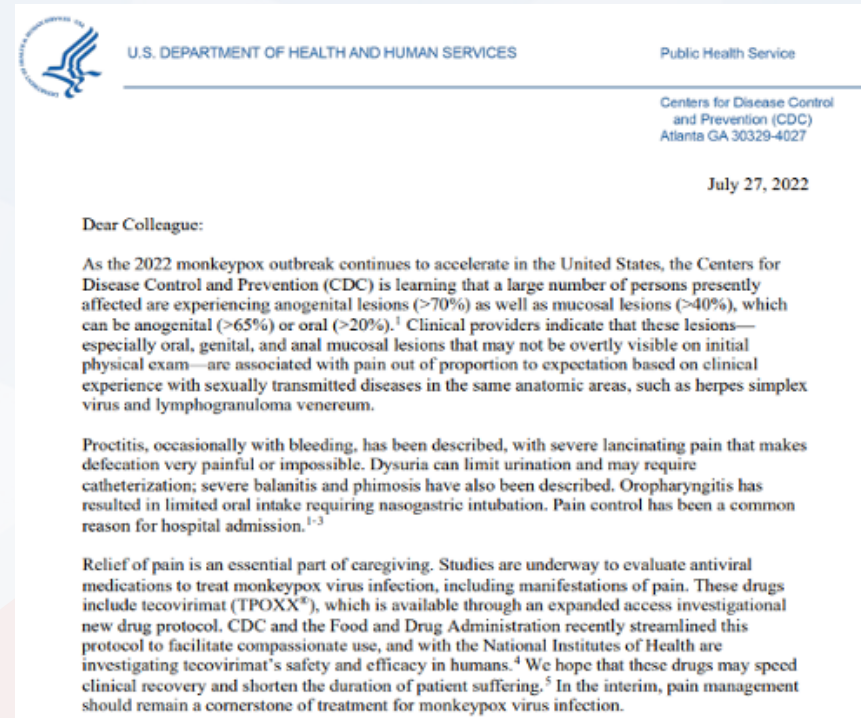 U.S. DEPARTMENT OF HEALTH AND HUMAN SERVICES
Public Health Service
Centers for Disease Control
and Prevention (CDC)
Atlanta GA 30329-4027
July 27, 2022
Dear Colleague:
As the 2022 monkeypox outbreak continues to accelerate in the United States, the Centers for
Disease Control and Prevention (CDC) is learning that a large number of persons presently
affected are experiencing anogenital lesions (>70%) as well as mucosal lesions (>40%), which
can be anogenital (>65%) or oral (>20%).¹ Clinical providers indicate that these lesions—
especially oral, genital, and anal mucosal lesions that may not be overtly visible on initial
physical exam—are associated with pain out of proportion to expectation based on clinical
experience with sexually transmitted diseases in the same anatomic areas, such as herpes simplex
virus and lymphogranuloma venereum.
Proctitis, occasionally with bleeding, has been described, with severe lancinating pain that makes
defecation very painful or impossible. Dysuria can limit urination and may require
catheterization; severe balanitis and phimosis have also been described. Oropharyngitis has
resulted in limited oral intake requiring nasogastric intubation. Pain control has been a common
reason for hospital admission.¹⁻³
Relief of pain is an essential part of caregiving. Studies are underway to evaluate antiviral
medications to treat monkeypox virus infection, including manifestations of pain. These drugs
include tecovirimat (TPOXX®), which is available through an expanded access investigational
new drug protocol. CDC and the Food and Drug Administration recently streamlined this
protocol to facilitate compassionate use, and with the National Institutes of Health are
investigating tecovirimat's safety and efficacy in humans.⁴ We hope that these drugs may speed
clinical recovery and shorten the duration of patient suffering.⁵ In the interim, pain management
should remain a cornerstone of treatment for monkeypox virus infection.